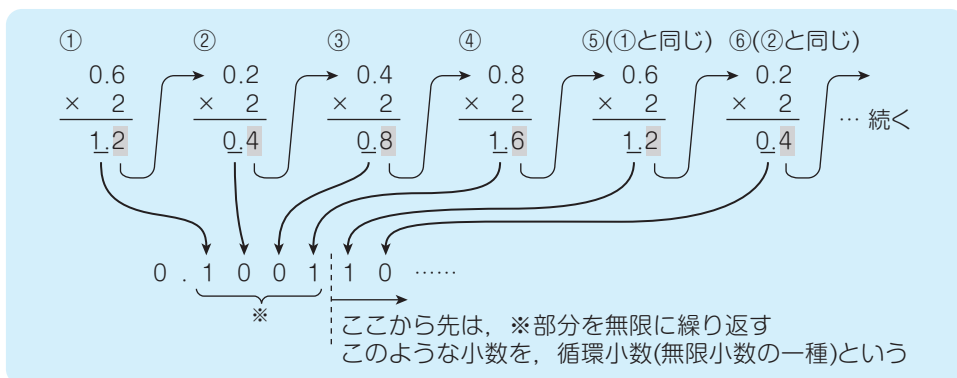 ① ② ③ ④ ⑤(①と同じ) ⑥(②と同じ)
0.6 0.2 0.4 0.8 0.6 0.2
× 2 × 2 × 2 × 2 × 2 × 2 … 続く
1.2 0.4 0.8 1.6 1.2 0.4
0 . 1 0 0 1 1 0 ……
※
ここから先は，※部分を無限に繰り返す
このような小数を，循環小数(無限小数の一種)という